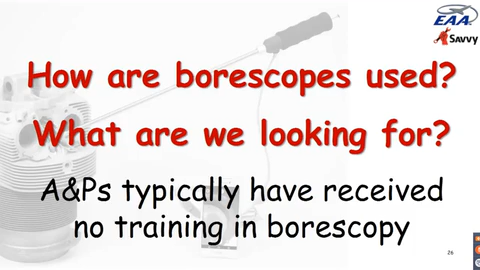 EAA
SAVVY
How are borescopes used?
What are we looking for?
A&Ps typically have received
no training in borescopy
26